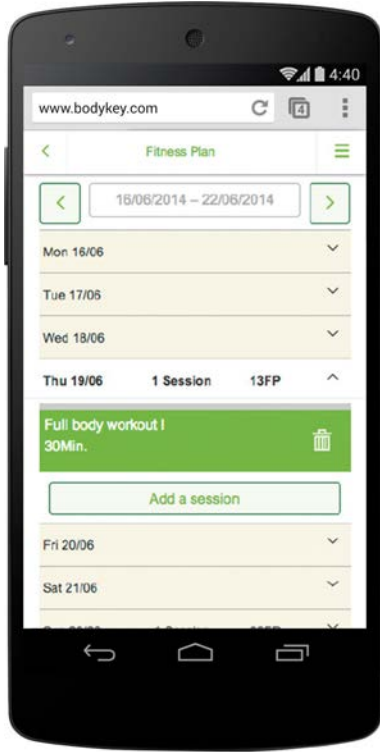 4:40
www.bodykey.com 4
Fitness Plan
16/06/2014 – 22/06/2014
Mon 16/06
Tue 17/06
Wed 18/06
Thu 19/06 1 Session 13FP
Full body workout I
30Min.
Add a session
Fri 20/06
Sat 21/06